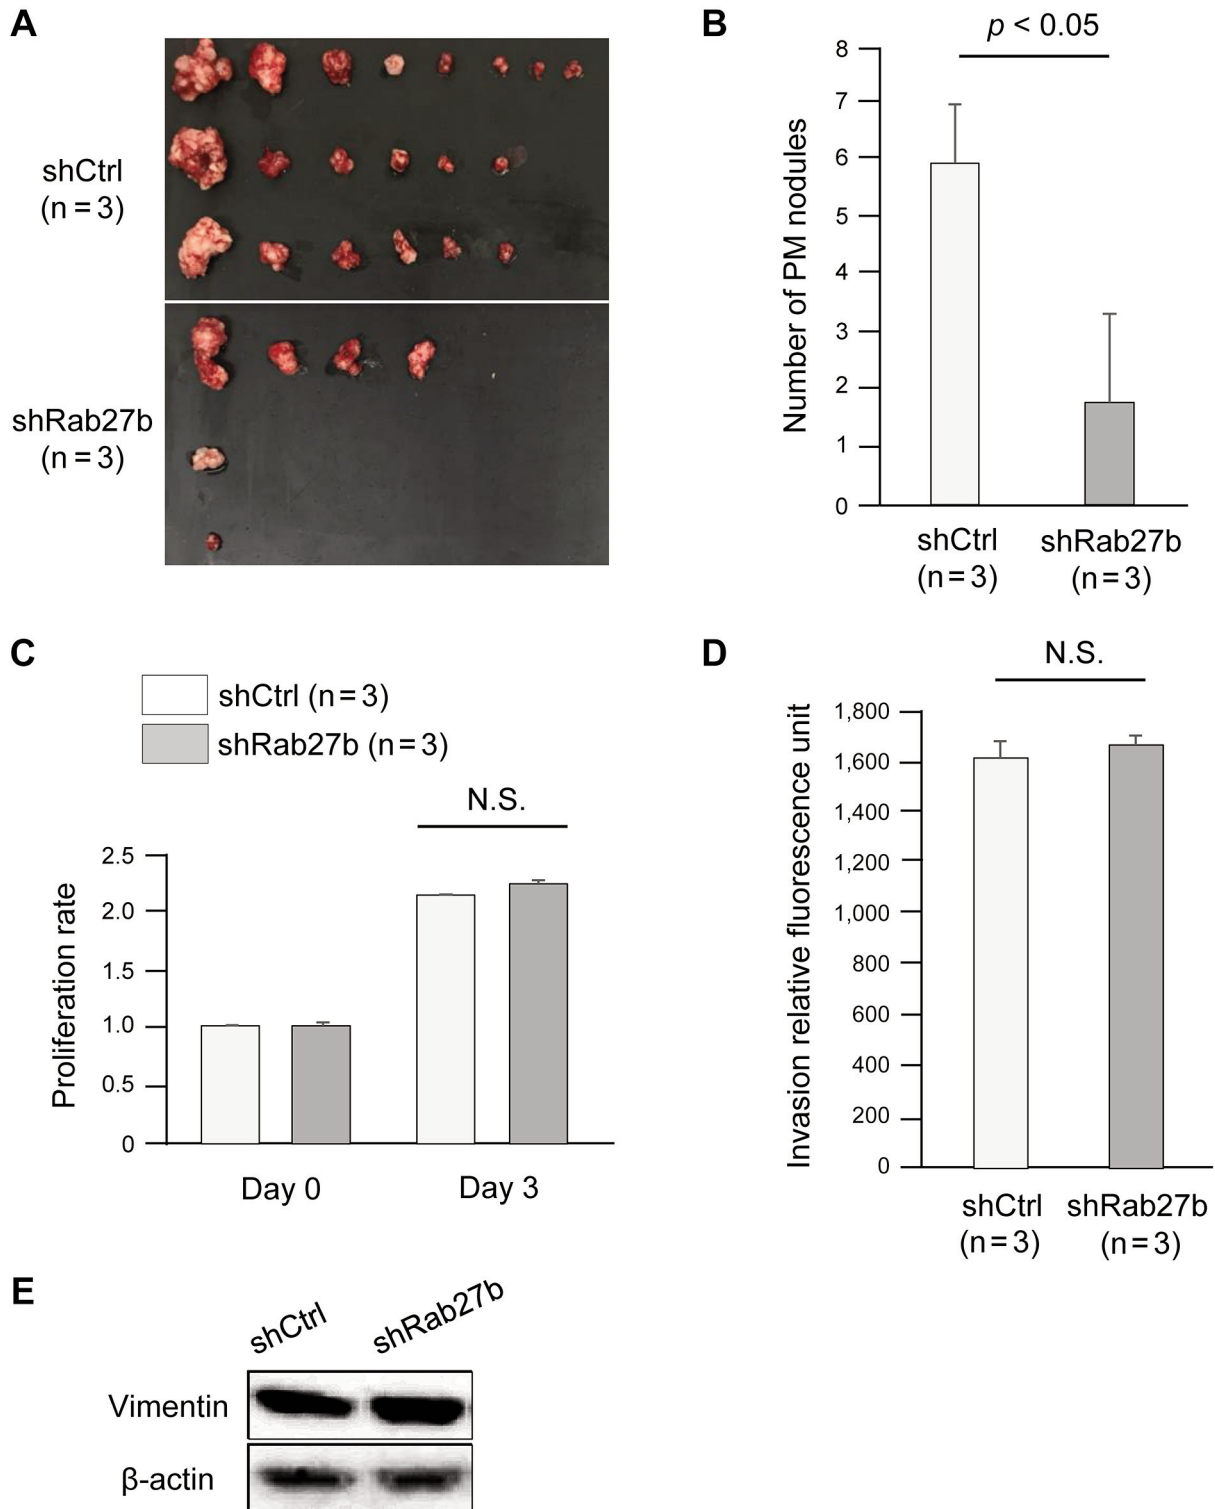 A
shCtrl
(n = 3)
shRab27b
(n = 3)
B
p < 0.05
Number of PM nodules
8
7
6
5
4
3
2
1
0
shCtrl
(n = 3)
shRab27b
(n = 3)
C
shCtrl (n = 3)
shRab27b (n = 3)
N.S.
Proliferation rate
2.5
2.0
1.5
1.0
0.5
0
Day 0
Day 3
D
N.S.
Invasion relative fluorescence unit
1,800
1,600
1,400
1,200
1,000
800
600
400
200
0
shCtrl
(n = 3)
shRab27b
(n = 3)
E
shCtrl
shRab27b
Vimentin
β-actin